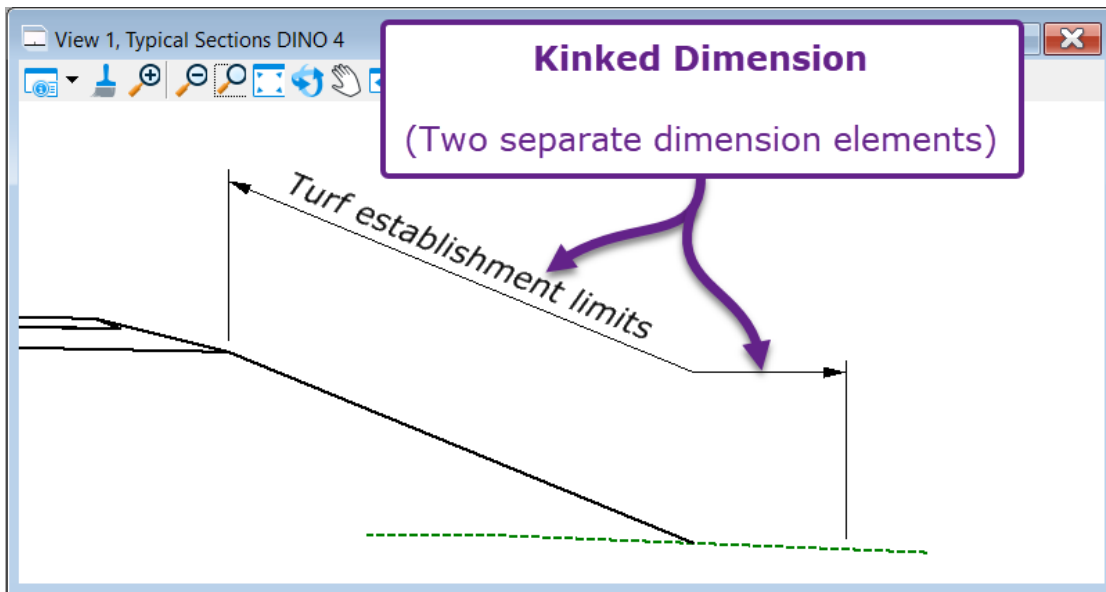 View 1, Typical Sections DINO 4
Kinked Dimension
(Two separate dimension elements)
Turf establishment limits